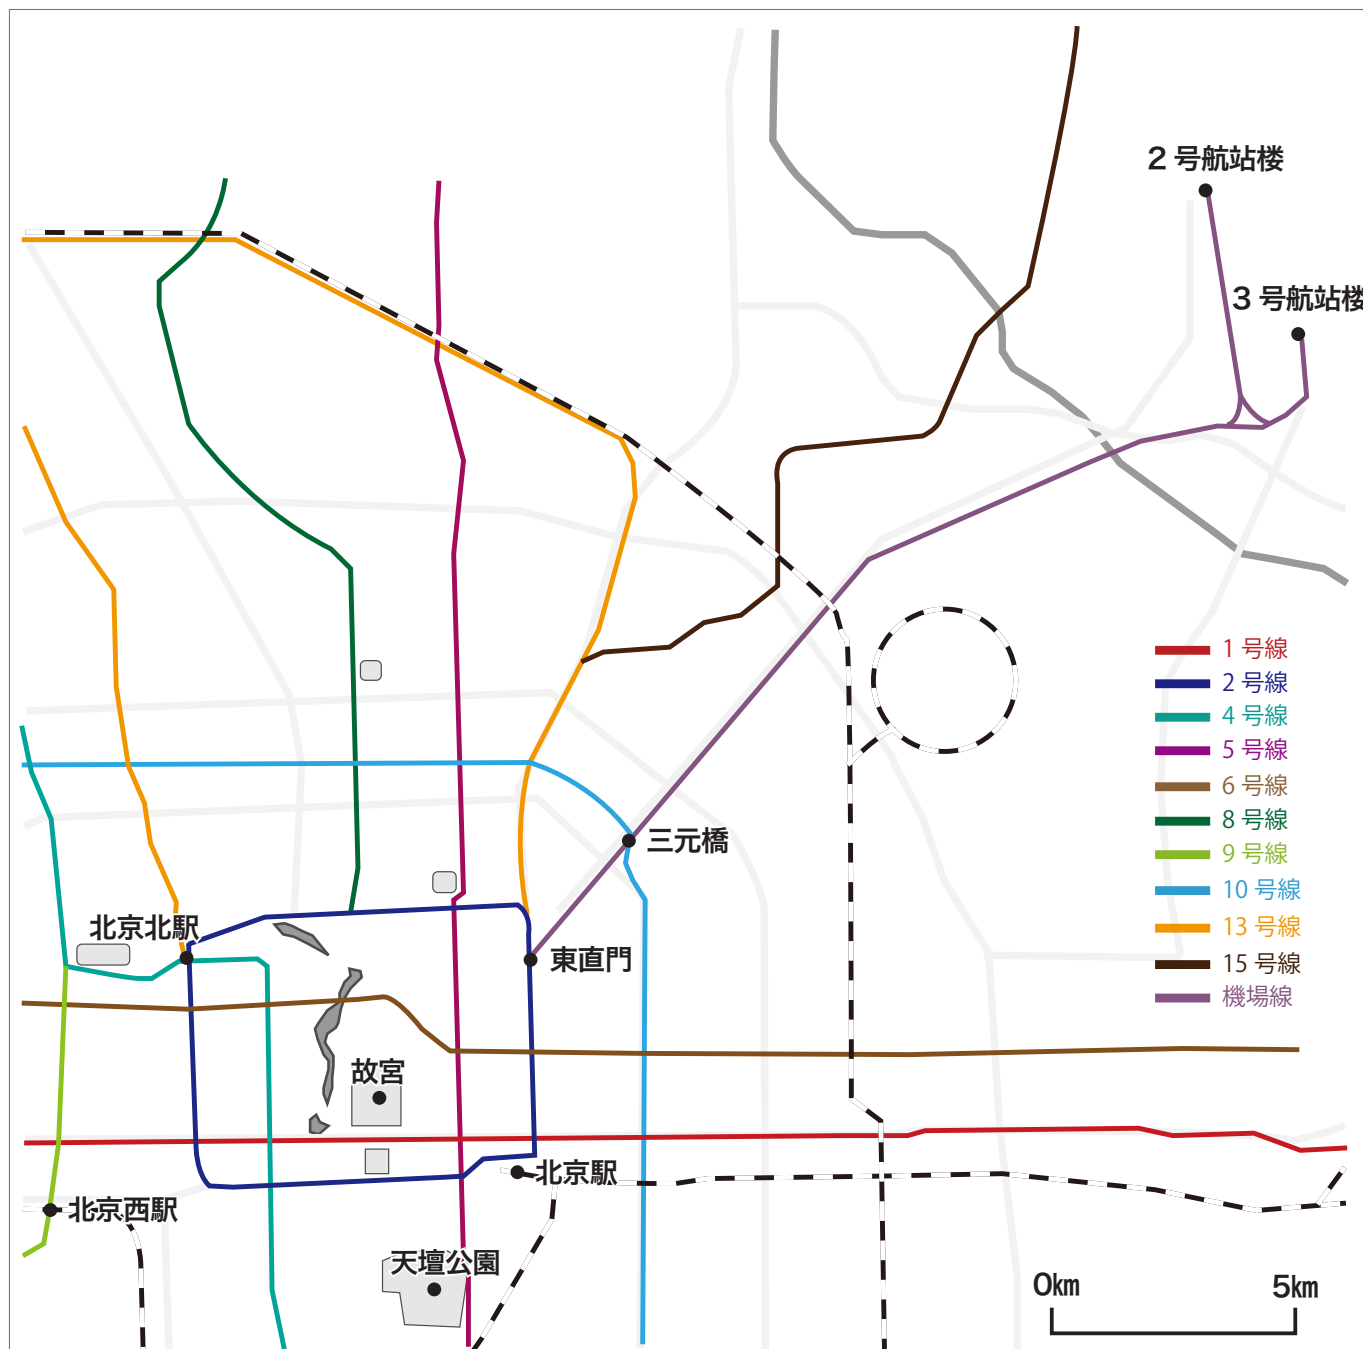 2 号航站楼
3 号航站楼
1 号線
2 号線
4 号線
5 号線
6 号線
8 号線
9 号線
10 号線
13 号線
15 号線
機場線
三元橋
北京北駅
東直門
故宮
北京駅
北京西駅
天壇公園
0km
5km